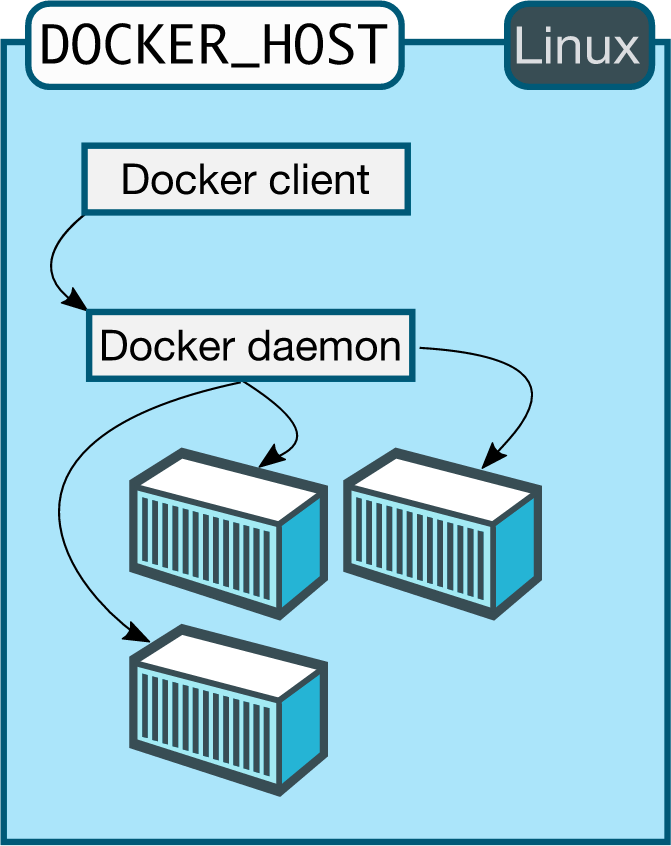 DOCKER_HOST
Linux
Docker client
Docker daemon